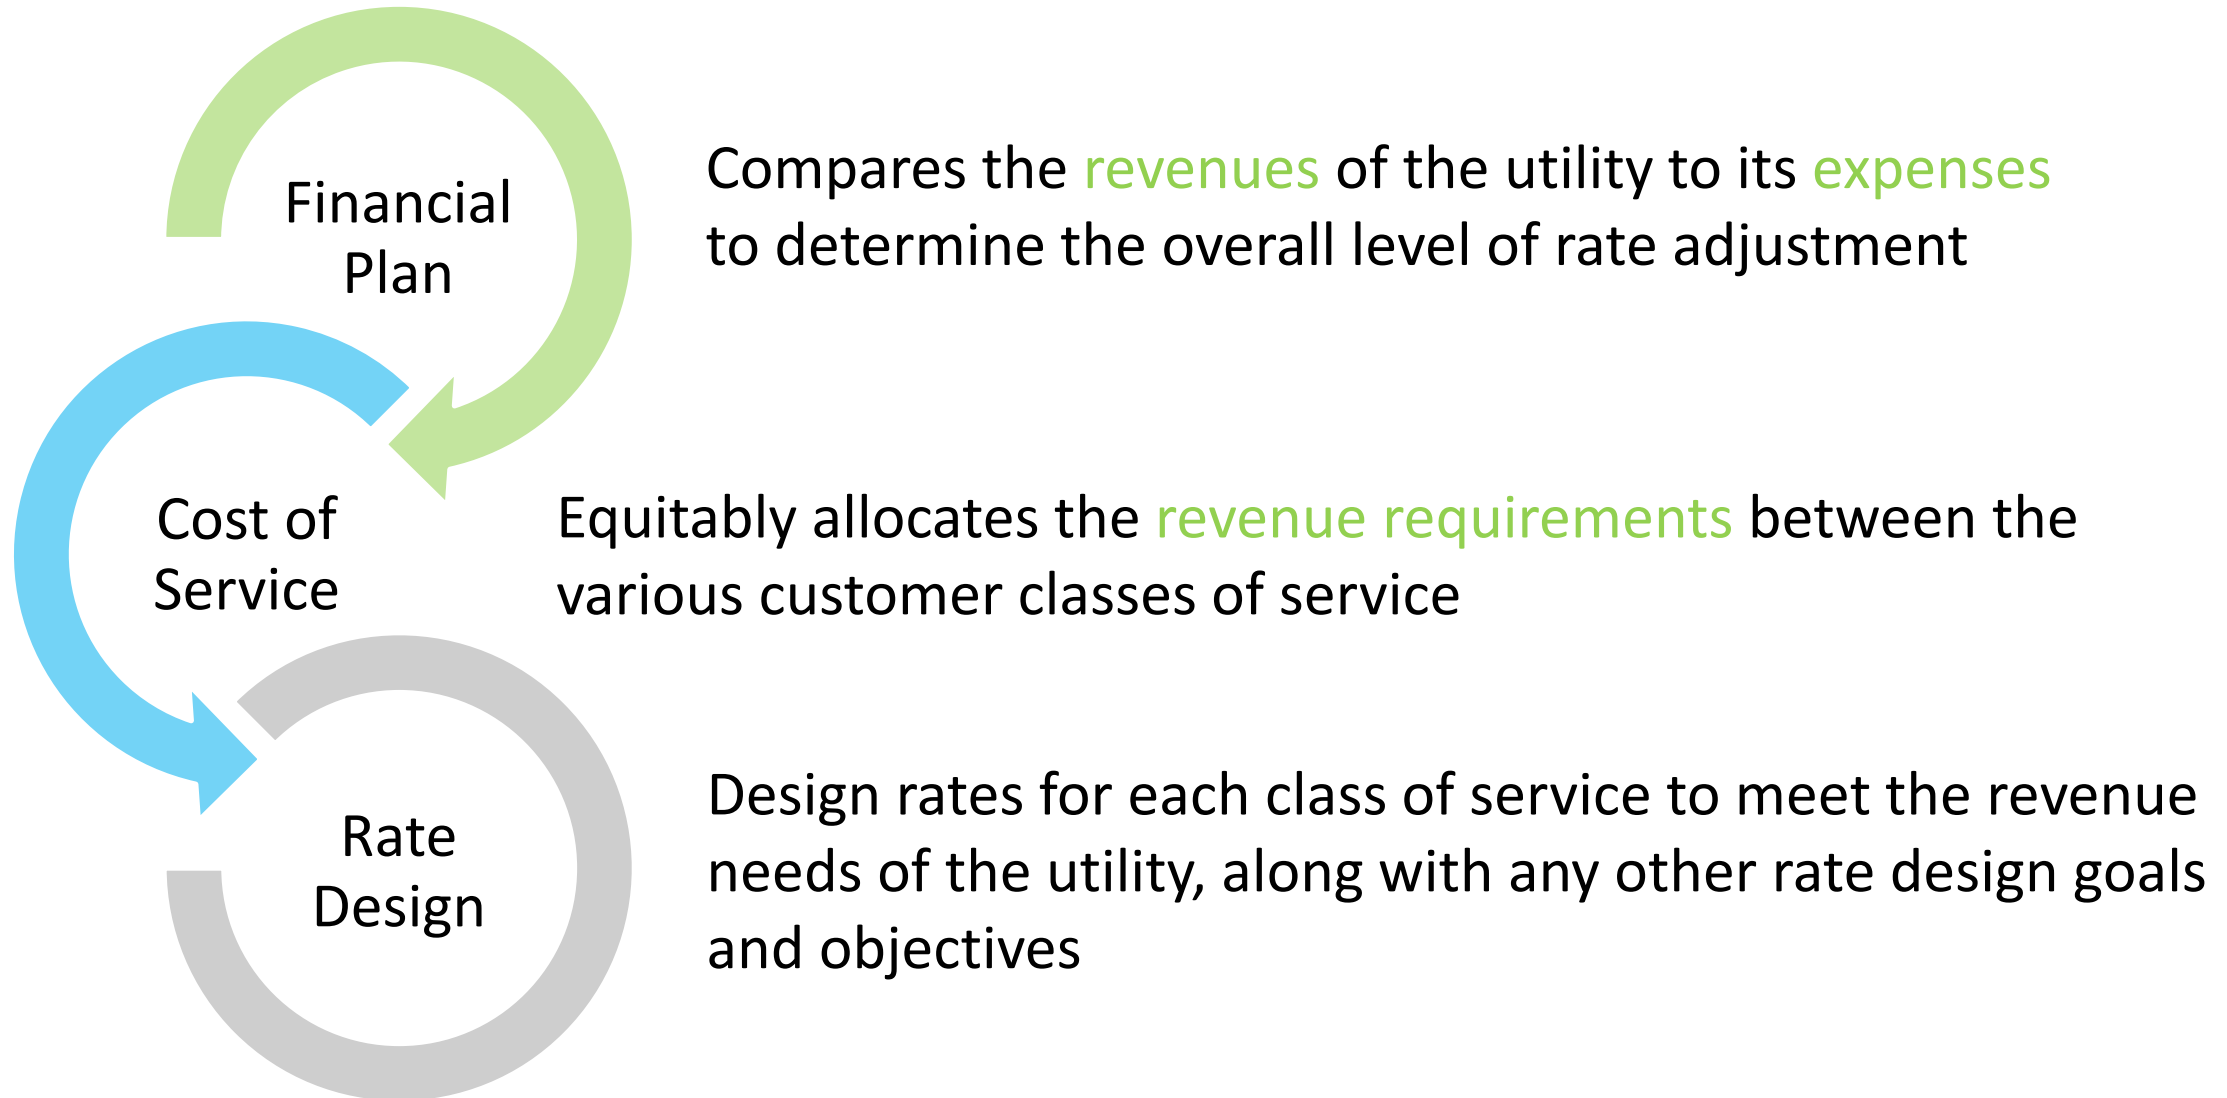 Financial
Plan
Compares the revenues of the utility to its expenses
to determine the overall level of rate adjustment
Cost of
Service
Equitably allocates the revenue requirements between the
various customer classes of service
Rate
Design
Design rates for each class of service to meet the revenue
needs of the utility, along with any other rate design goals
and objectives